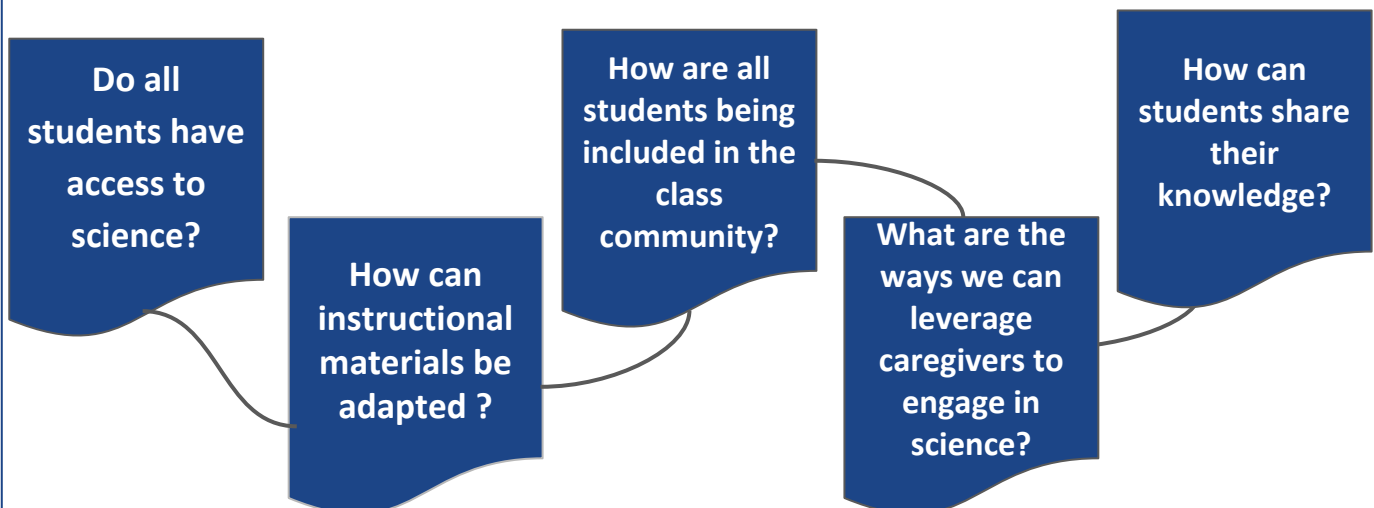 Do all
students have
access to
science?
How can
instructional
materials be
adapted ?
How are all
students being
included in the
class
community?
What are the
ways we can
leverage
caregivers to
engage in
science?
How can
students share
their
knowledge?